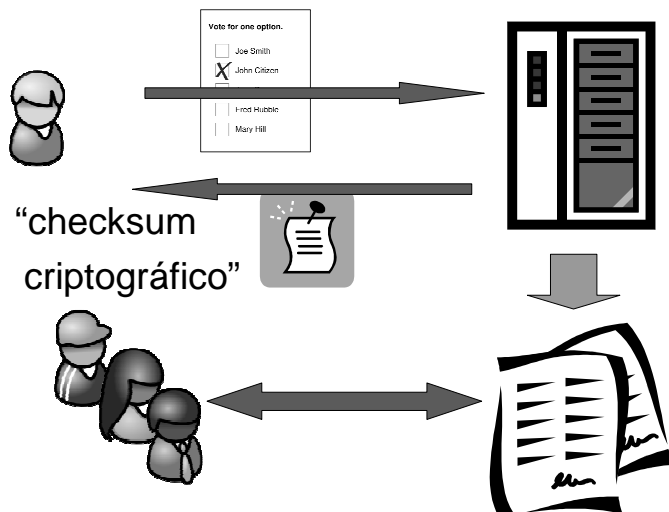 Vote for one option.
Joe Smith
John Citizen
Fred Rubble
Mary Hill
“checksum
criptográfico”